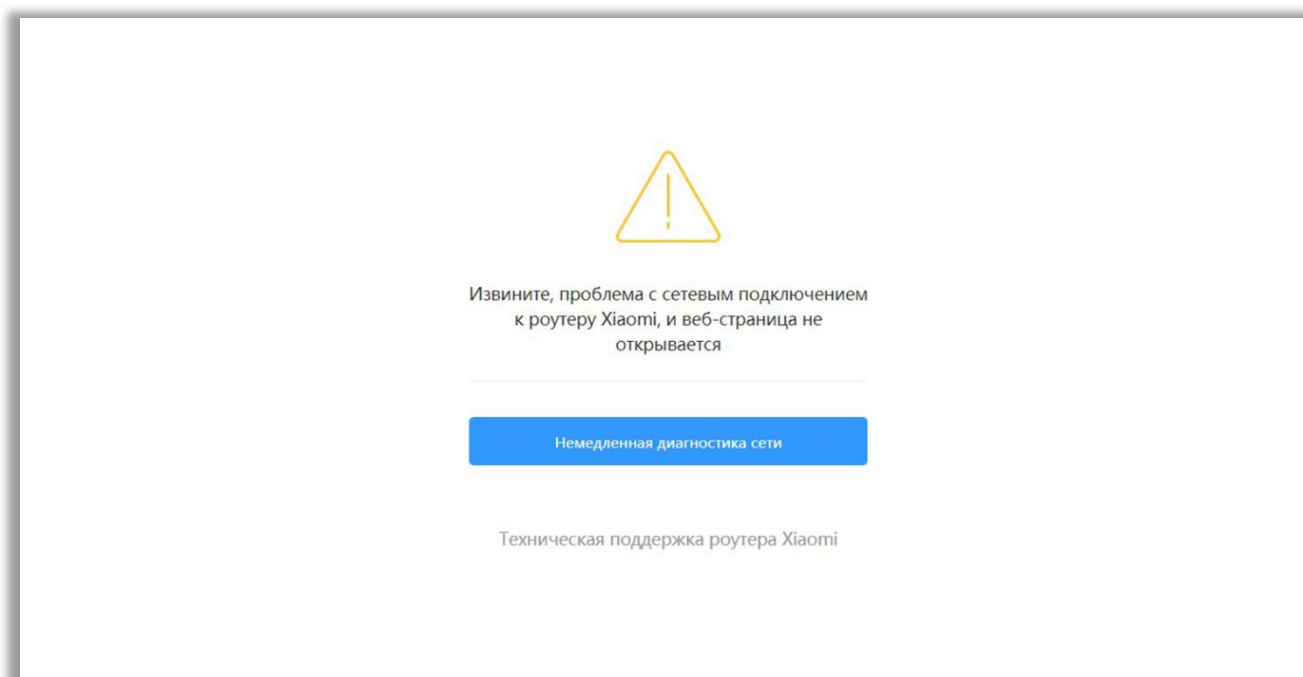 Извините, проблема с сетевым подключением
к роутеру Xiaomi, и веб-страница не
открывается
Немедленная диагностика сети
Техническая поддержка роутера Xiaomi